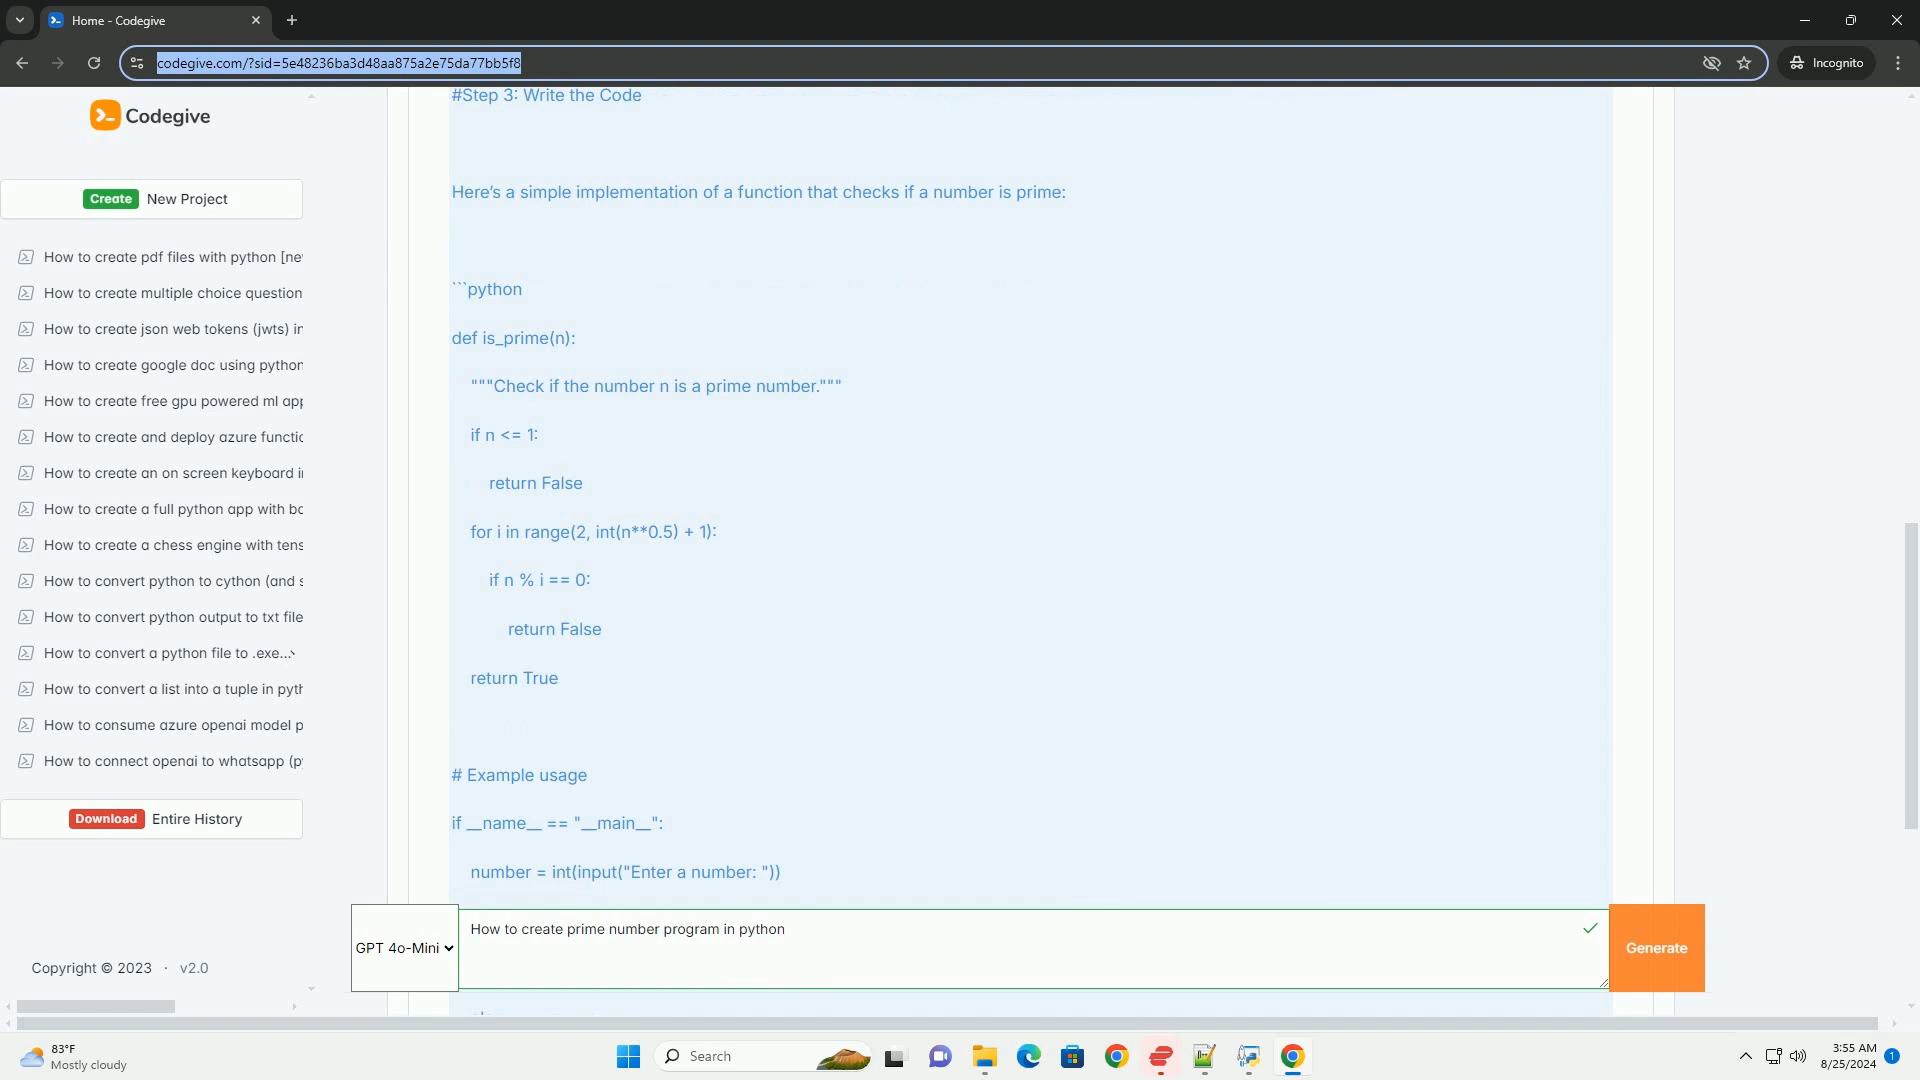 Home - Codegive
codegive.com/?sid=5e48236ba3d48aa875a2e75da77bb5f8
Incognito
Codegive
Create New Project
How to create pdf files with python [ne
How to create multiple choice question
How to create json web tokens (jwts) in
How to create google doc using python
How to create free gpu powered ml app
How to create and deploy azure functio
How to create an on screen keyboard i
How to create a full python app with ba
How to create a chess engine with tens
How to convert python to cython (and s
How to convert python output to txt file
How to convert a python file to .exe...
How to convert a list into a tuple in pyth
How to consume azure openai model p
How to connect openai to whatsapp (p
Download Entire History
Copyright © 2023 · v2.0
#Step 3: Write the Code
Here’s a simple implementation of a function that checks if a number is prime:
```python
def is_prime(n):
"""Check if the number n is a prime number."""
if n <= 1:
return False
for i in range(2, int(n**0.5) + 1):
if n % i == 0:
return False
return True
# Example usage
if __name__ == "__main__":
number = int(input("Enter a number: "))
GPT 4o-Mini
How to create prime number program in python
Generate
83°F
Mostly cloudy
Search
3:55 AM
8/25/2024
1